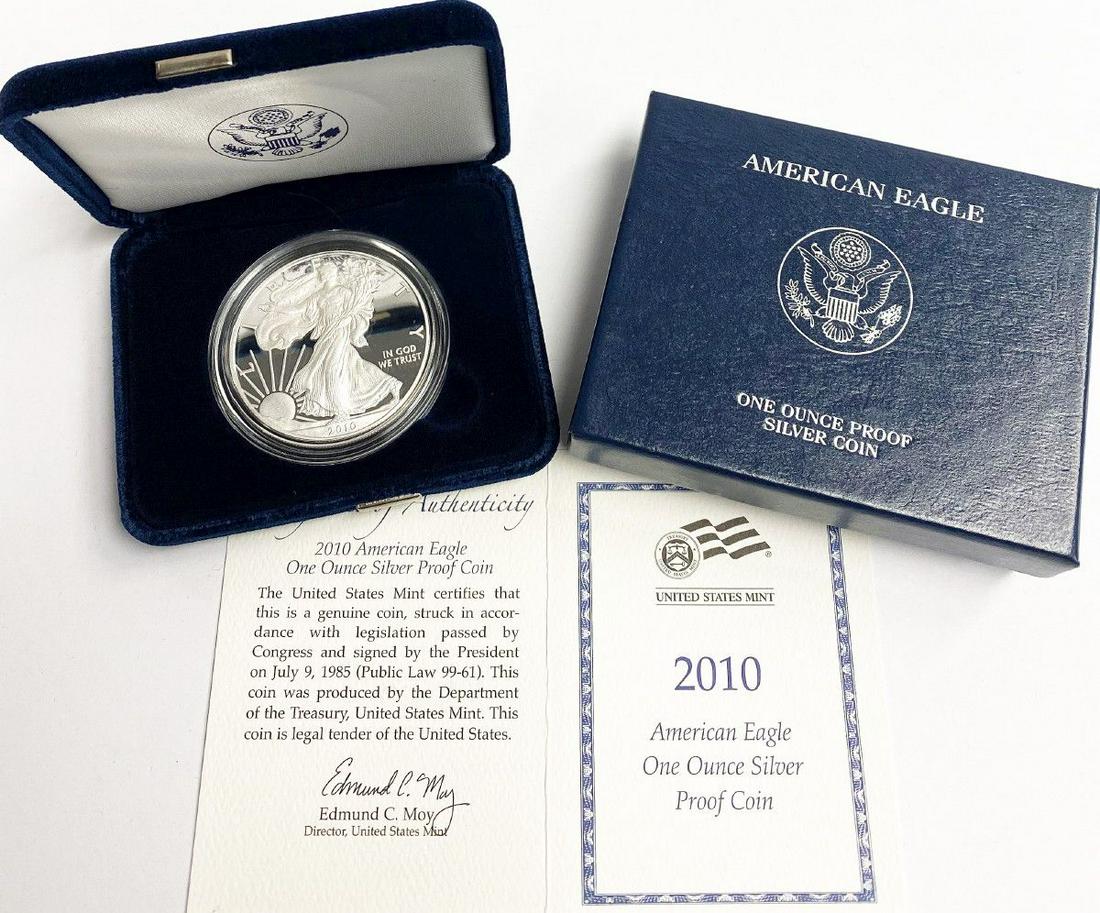 L
Y
IN GOD
WE TRUST
2010
AMERICAN EAGLE
ONE OUNCE PROOF
SILVER COIN
Authenticity
2010 American Eagle
One Ounce Silver Proof Coin
The United States Mint certifies that
this is a genuine coin, struck in accor-
dance with legislation passed by
Congress and signed by the President
on July 9, 1985 (Public Law 99-61). This
coin was produced by the Department
of the Treasury, United States Mint. This
coin is legal tender of the United States.
Edmund C. Moy
Edmund C. Moy
Director, United States Mint
UNITED STATES MINT
2010
American Eagle
One Ounce Silver
Proof Coin